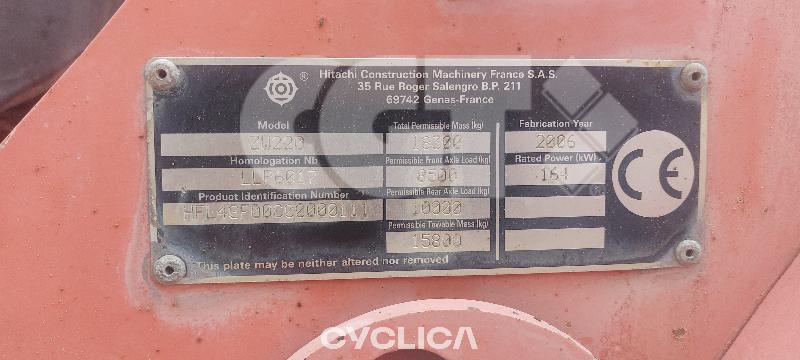 Hitachi Construction Machinery France S.A.S.
35 Rue Roger Salengro B.P. 211
69742 Genas-France
®
Model
ZW220
Homologation Nb
LLF6017
Product Identification Number
Total Permissible Mass (kg)
18200
Permissible Front Axle Load (kg)
8500
Permissible Rear Axle Load (kg)
10000
Permissible Towable Mass (kg)
15800
Fabrication Year
2006
Rated Power (kW)
164
CE
This plate may be neither altered nor removed
CYCLICA